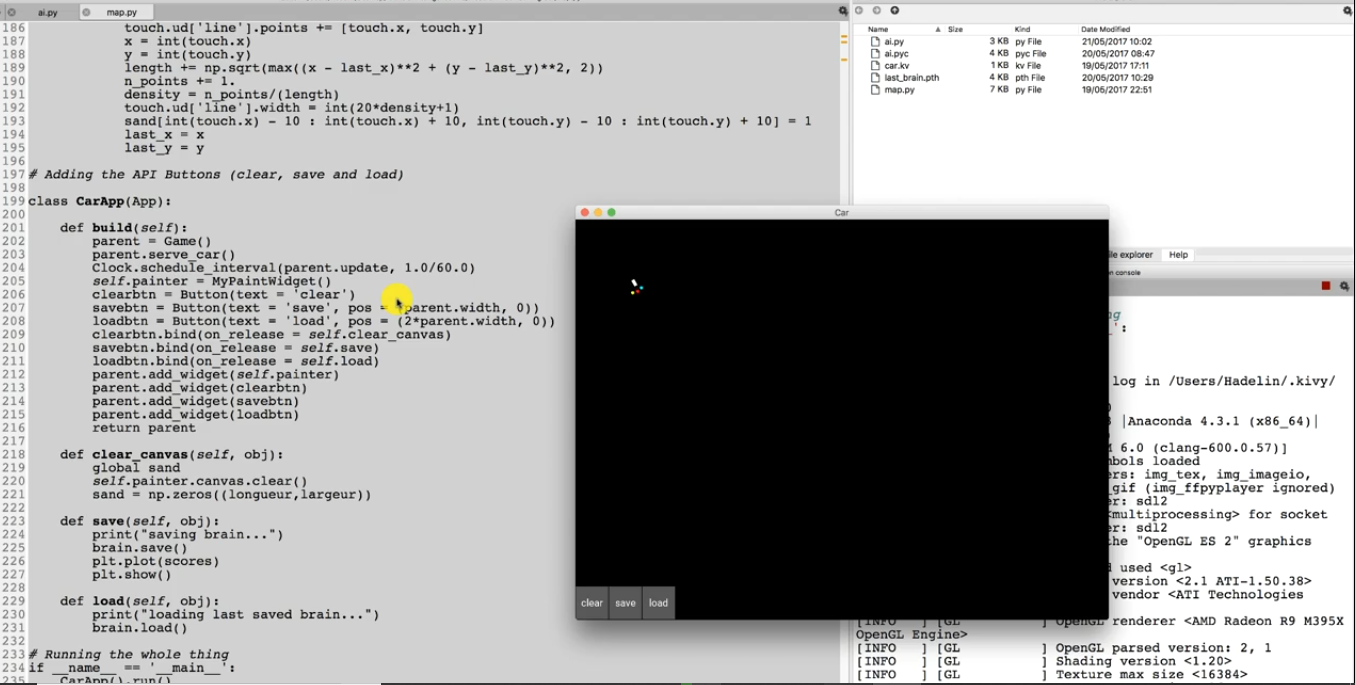 ai.py map.py
186 touch.ud['line'].points += [touch.x, touch.y]
187 x = int(touch.x)
188 y = int(touch.y)
189 length += np.sqrt(max((x - last_x)**2 + (y - last_y)**2, 2))
190 n_points += 1.
191 density = n_points/(length)
192 touch.ud['line'].width = int(20*density+1)
193 sand[int(touch.x) - 10 : int(touch.x) + 10, int(touch.y) - 10 : int(touch.y) + 10] = 1
194 last_x = x
195 last_y = y
196
197 # Adding the API Buttons (clear, save and load)
198
199 class CarApp(App):
200
201 def build(self):
202 parent = Game()
203 parent.serve_car()
204 Clock.schedule_interval(parent.update, 1.0/60.0)
205 self.painter = MyPaintWidget()
206 clearbtn = Button(text = 'clear')
207 savebtn = Button(text = 'save', pos = parent.width, 0))
208 loadbtn = Button(text = 'load', pos = (2*parent.width, 0))
209 clearbtn.bind(on_release = self.clear_canvas)
210 savebtn.bind(on_release = self.save)
211 loadbtn.bind(on_release = self.load)
212 parent.add_widget(self.painter)
213 parent.add_widget(clearbtn)
214 parent.add_widget(savebtn)
215 parent.add_widget(loadbtn)
216 return parent
217
218 def clear_canvas(self, obj):
219 global sand
220 self.painter.canvas.clear()
221 sand = np.zeros((longueur,largeur))
222
223 def save(self, obj):
224 print("saving brain...")
225 brain.save()
226 plt.plot(scores)
227 plt.show()
228
229 def load(self, obj):
230 print("loading last saved brain...")
231 brain.load()
232
233 # Running the whole thing
234 if __name__ == '__main__':
235 CarApp().run()
Name Size Kind Date Modified
ai.py 3 KB py File 21/05/2017 10:02
ai.pyc 4 KB pyc File 20/05/2017 08:47
car.kv 1 KB kv File 19/05/2017 17:11
last_brain.pth 4 KB pth File 20/05/2017 10:29
map.py 7 KB py File 19/06/2017 22:51
Car
clear save load
ile explorer Help
n console
ng
_':
log in /Users/Hadelin/.kivy/
|Anaconda 4.3.1 (x86_64)|
6.0 (clang-600.0.57)]
mbols loaded
ers: img_tex, img_imageio,
_gif (img_ffpyplayer ignored)
er: sdl2
<multiprocessing> for socket
er: sdl2
the "OpenGL ES 2" graphics
d used <gl>
version <2.1 ATI-1.50.38>
vendor <ATI Technologies
[INFO ] [GL ] OpenGL renderer <AMD Radeon R9 M395X
OpenGL Engine>
[INFO ] [GL ] OpenGL parsed version: 2, 1
[INFO ] [GL ] Shading version <1.20>
[INFO ] [GL ] Texture max size <16384>